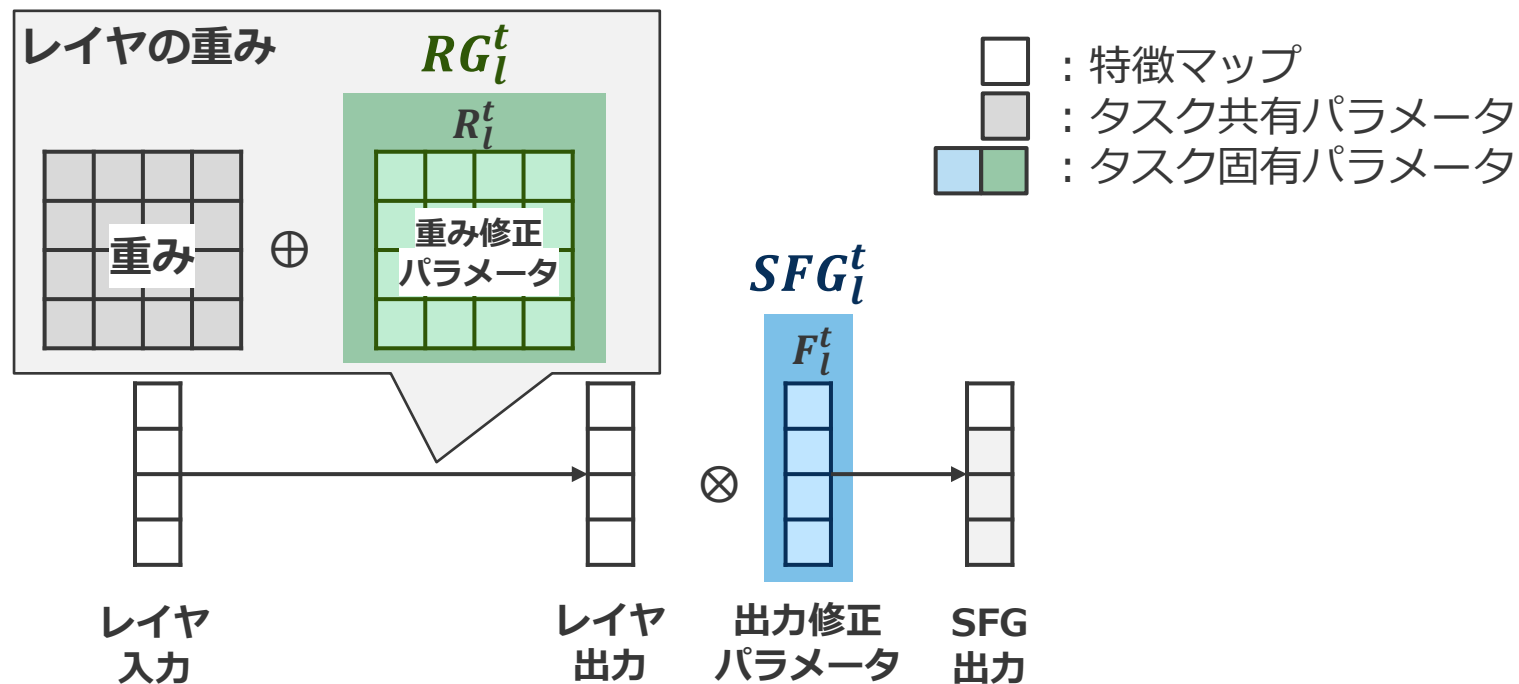 レイヤの重み
RG_l^t
R_l^t
重み
⊕
重み修正
パラメータ
:特徴マップ
:タスク共有パラメータ
:タスク固有パラメータ
SFG_l^t
F_l^t
⊗
レイヤ
入力
レイヤ
出力
出力修正
パラメータ
SFG
出力